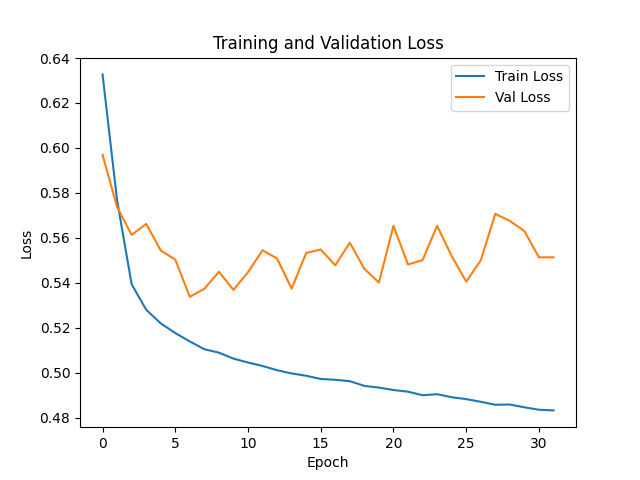 Training and Validation Loss
Train Loss
Val Loss
0.64
0.62
0.60
0.58
0.56
0.54
0.52
0.50
0.48
Loss
0 5 10 15 20 25 30
Epoch